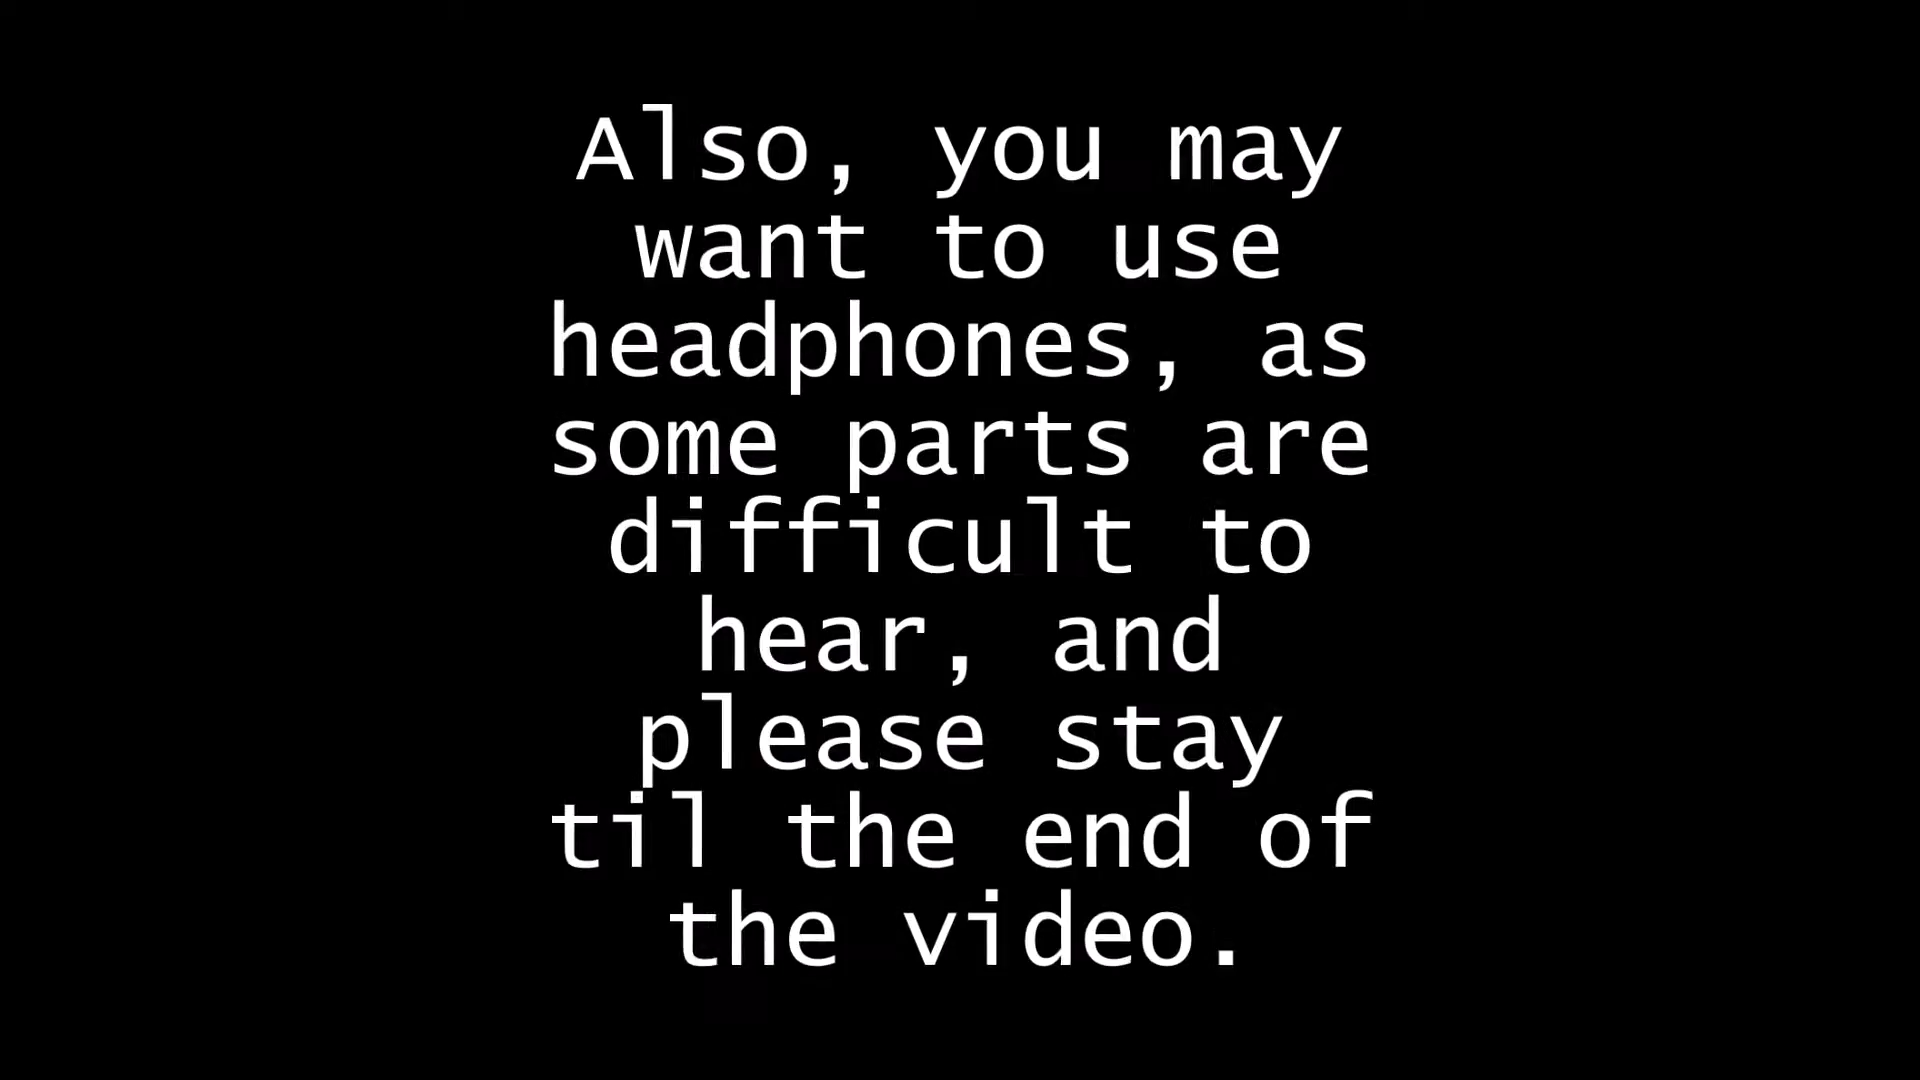 Also, you may
want to use
headphones, as
some parts are
difficult to
hear, and
please stay
til the end of
the video.